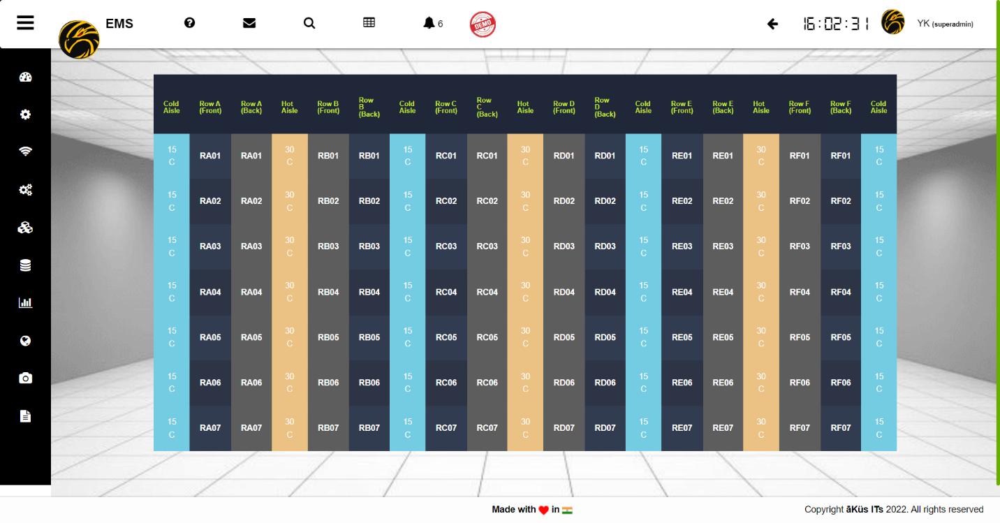 EMS
6
DEMO
16:02:31
YK (superadmin)
Cold Aisle Row A (Front) Row A (Back) Hot Aisle Row B (Front) Row B (Back) Cold Aisle Row C (Front) Row C (Back) Hot Aisle Row D (Front) Row D (Back) Cold Aisle Row E (Front) Row E (Back) Hot Aisle Row F (Front) Row F (Back) Cold Aisle
15 C RA01 RA01 30 C RB01 RB01 15 C RC01 RC01 30 C RD01 RD01 15 C RE01 RE01 30 C RF01 RF01 15 C
15 C RA02 RA02 30 C RB02 RB02 15 C RC02 RC02 30 C RD02 RD02 15 C RE02 RE02 30 C RF02 RF02 15 C
15 C RA03 RA03 30 C RB03 RB03 15 C RC03 RC03 30 C RD03 RD03 15 C RE03 RE03 30 C RF03 RF03 15 C
15 C RA04 RA04 30 C RB04 RB04 15 C RC04 RC04 30 C RD04 RD04 15 C RE04 RE04 30 C RF04 RF04 15 C
15 C RA05 RA05 30 C RB05 RB05 15 C RC05 RC05 30 C RD05 RD05 15 C RE05 RE05 30 C RF05 RF05 15 C
15 C RA06 RA06 30 C RB06 RB06 15 C RC06 RC06 30 C RD06 RD06 15 C RE06 RE06 30 C RF06 RF06 15 C
15 C RA07 RA07 30 C RB07 RB07 15 C RC07 RC07 30 C RD07 RD07 15 C RE07 RE07 30 C RF07 RF07 15 C
Made with ❤ in 🇮🇳
Copyright āKüs ITs 2022. All rights reserved